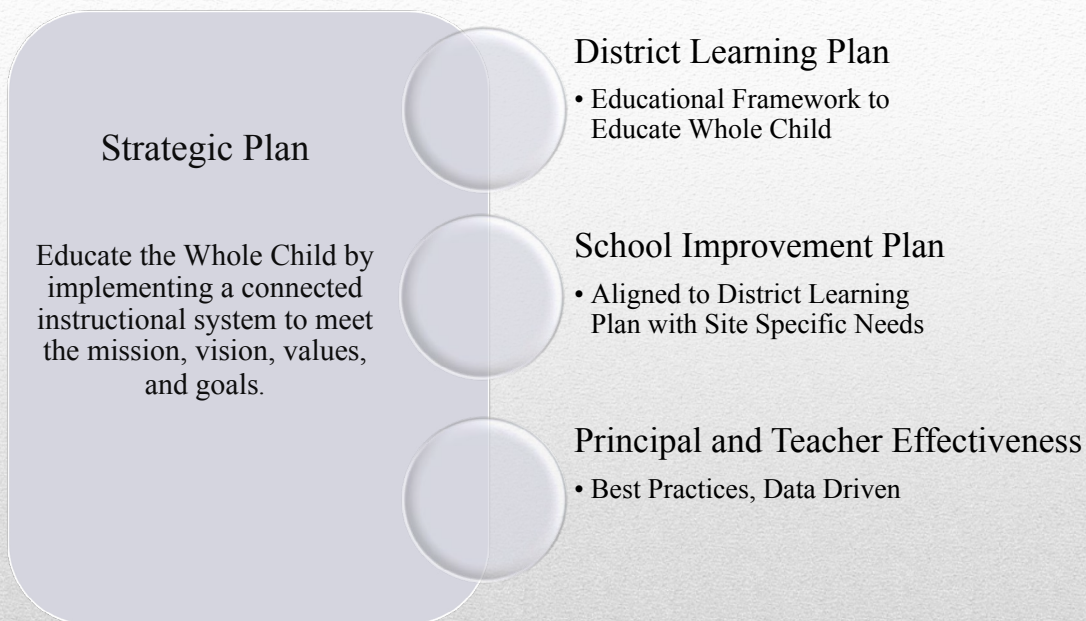 Strategic Plan
Educate the Whole Child by
implementing a connected
instructional system to meet
the mission, vision, values,
and goals.
District Learning Plan
• Educational Framework to
Educate Whole Child
School Improvement Plan
• Aligned to District Learning
Plan with Site Specific Needs
Principal and Teacher Effectiveness
• Best Practices, Data Driven